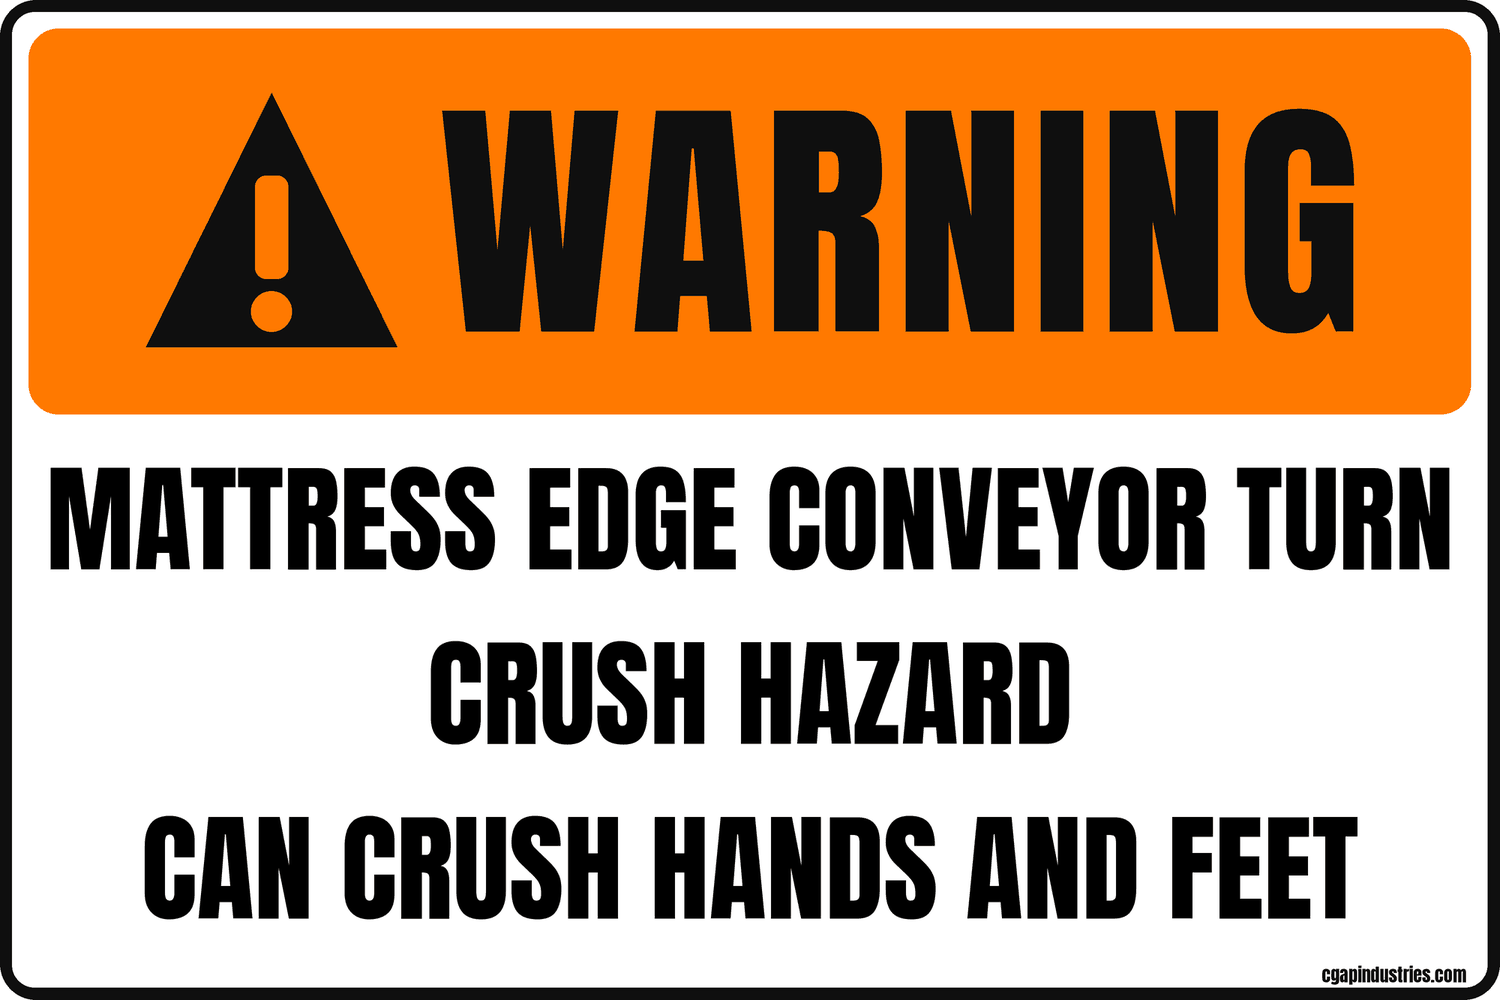 WARNING
MATTRESS EDGE CONVEYOR TURN
CRUSH HAZARD
CAN CRUSH HANDS AND FEET
cgapindustries.com